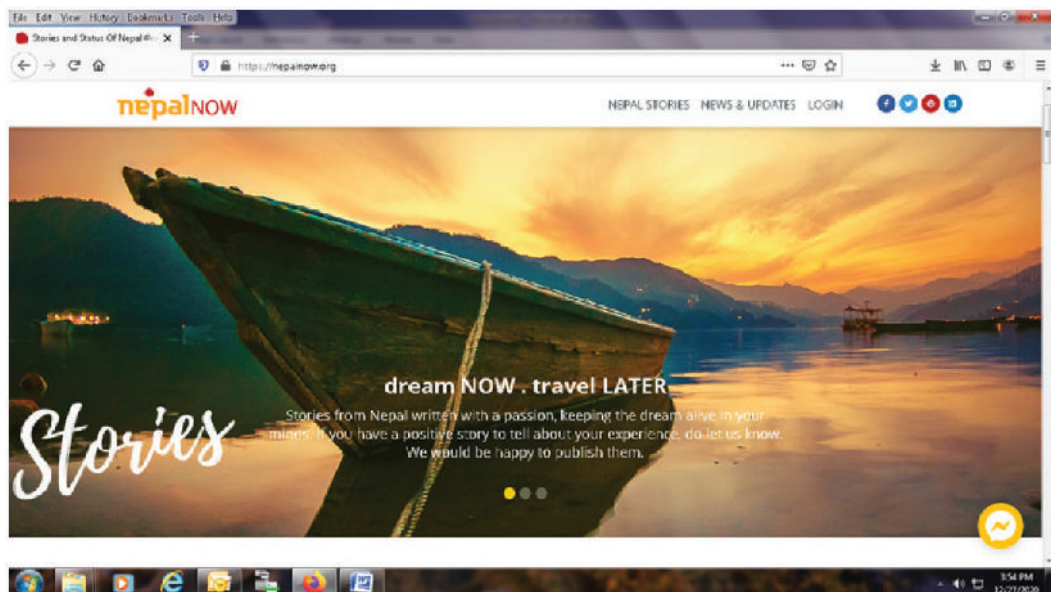 File Edit View History Bookmarks Tools Help
Stories and Status Of Nepal
https://nepalnow.org
nepalNOW
NEPAL STORIES NEWS & UPDATES LOGIN
dream NOW . travel LATER
Stories
Stories from Nepal written with a passion, keeping the dream alive in your
minds. If you have a positive story to tell about your experience, do let us know.
We would be happy to publish them.
3:54 PM
12/27/2020